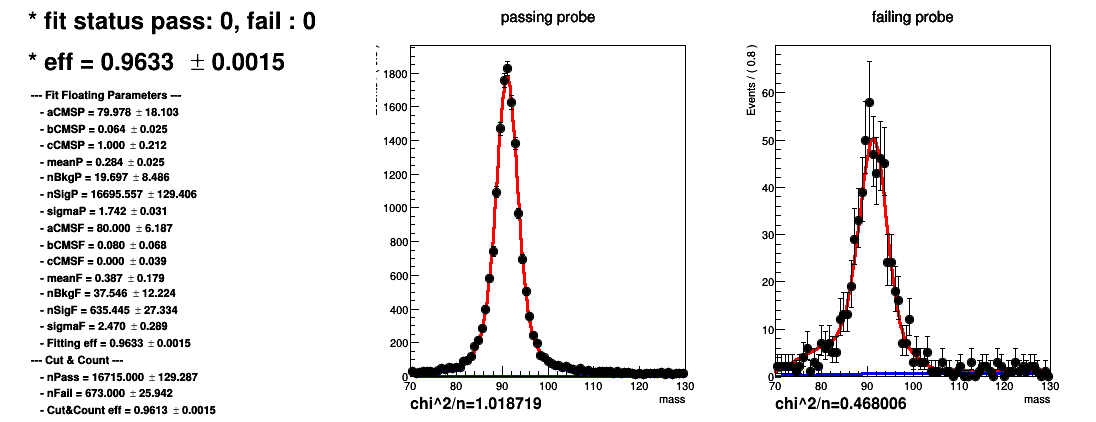 * fit status pass: 0, fail : 0
* eff = 0.9633 ± 0.0015
--- Fit Floating Parameters ---
- aCMSP = 79.978 ± 18.103
- bCMSP = 0.064 ± 0.025
- cCMSP = 1.000 ± 0.212
- meanP = 0.284 ± 0.025
- nBkgP = 19.697 ± 8.486
- nSigP = 16695.557 ± 129.406
- sigmaP = 1.742 ± 0.031
- aCMSF = 80.000 ± 6.187
- bCMSF = 0.080 ± 0.068
- cCMSF = 0.000 ± 0.039
- meanF = 0.387 ± 0.179
- nBkgF = 37.546 ± 12.224
- nSigF = 635.445 ± 27.334
- sigmaF = 2.470 ± 0.289
- Fitting eff = 0.9633 ± 0.0015
--- Cut & Count ---
- nPass = 16715.000 ± 129.287
- nFail = 673.000 ± 25.942
- Cut&Count eff = 0.9613 ± 0.0015
passing probe
1800
1600
1400
1200
1000
800
600
400
200
0
70 80 90 100 110 120 130
mass
chi^2/n=1.018719
failing probe
Events / ( 0.8 )
60
50
40
30
20
10
0
70 80 90 100 110 120 130
mass
chi^2/n=0.468006